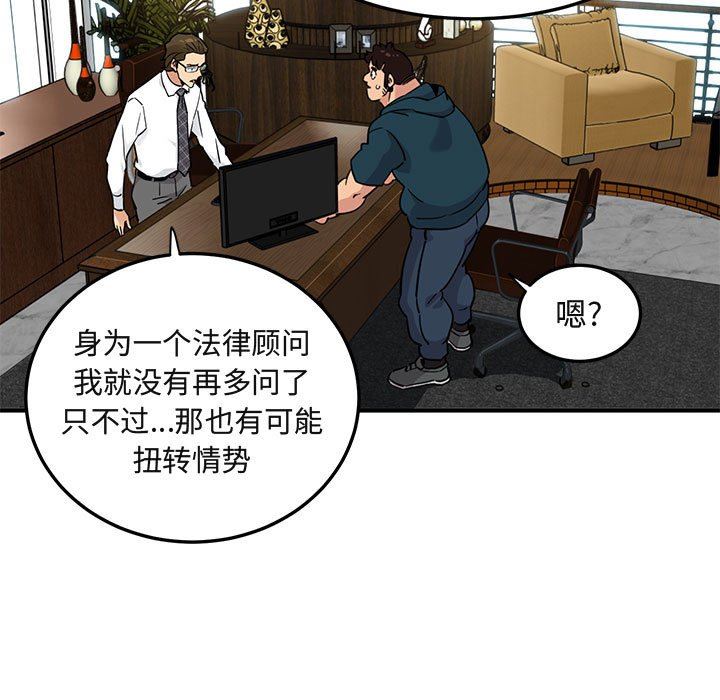 身为一个法律顾问
我就没有再多问了
只不过...那也有可能
扭转情势
嗯?